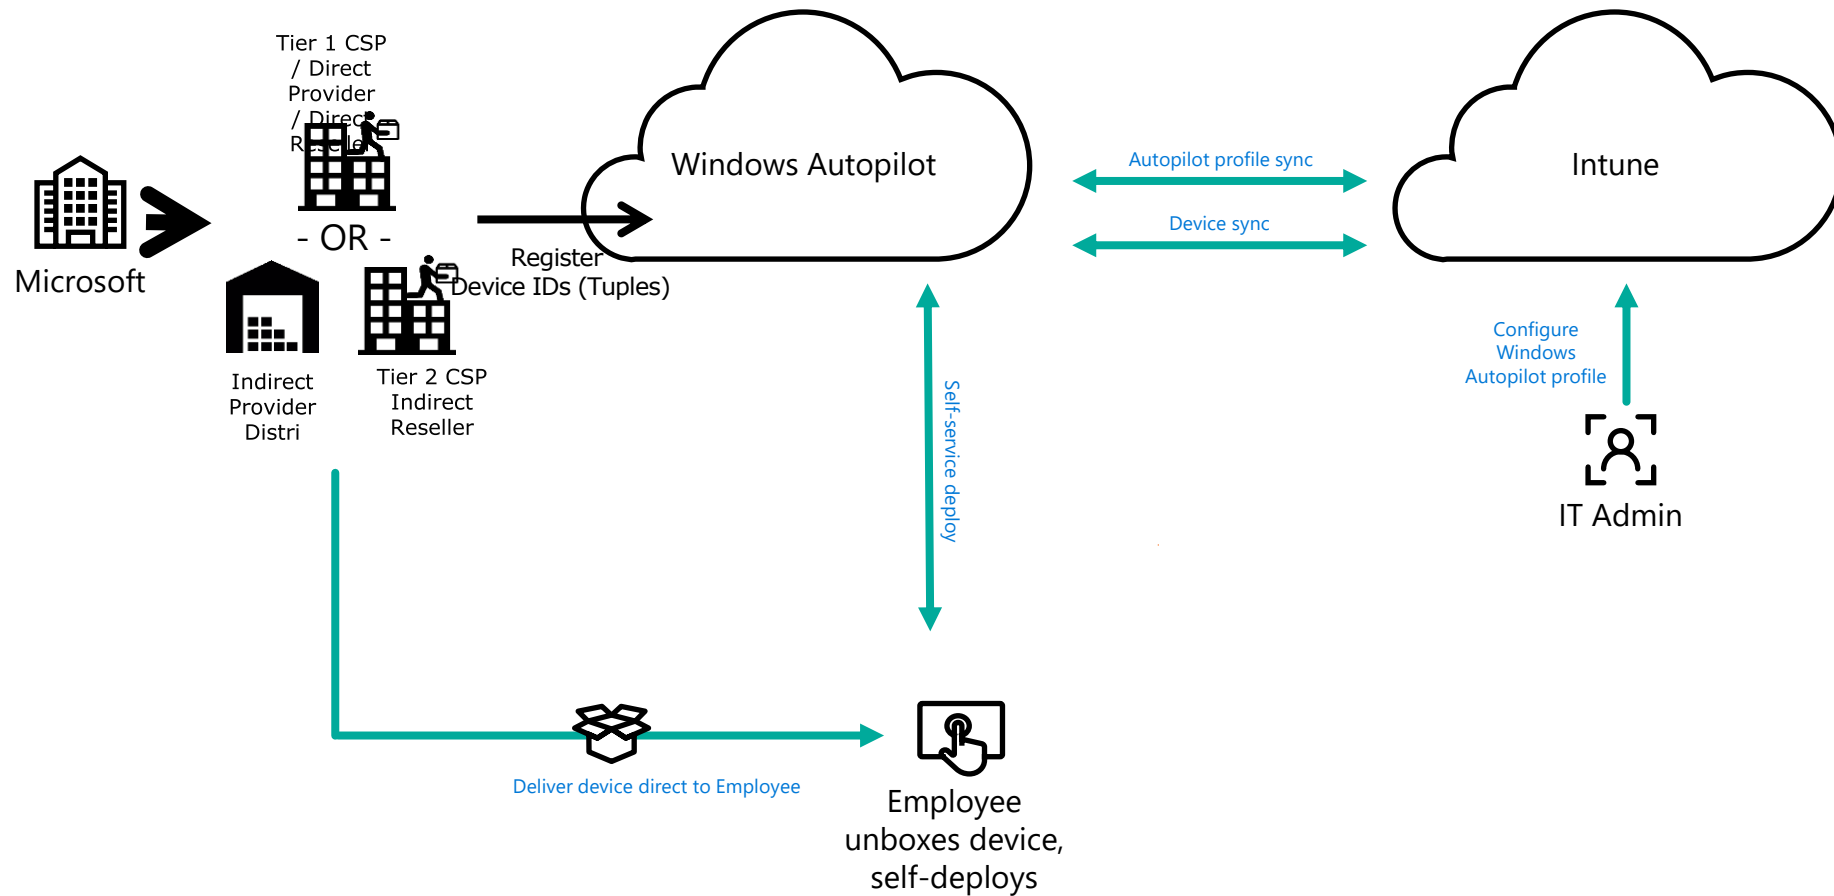 Tier 1 CSP
/ Direct
Provider
/ Direct
Reseller
Microsoft
- OR -
Indirect
Provider
Distri
Tier 2 CSP
Indirect
Reseller
Register
Device IDs (Tuples)
Windows Autopilot
Autopilot profile sync
Device sync
Intune
Configure
Windows
Autopilot profile
IT Admin
Self-service deploy
Deliver device direct to Employee
Employee
unboxes device,
self-deploys